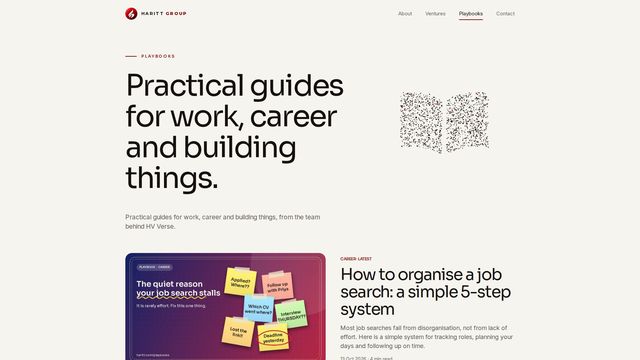 HARITT GROUP
About
Ventures
Playbooks
Contact
PLAYBOOKS
Practical guides
for work, career
and building
things.
Practical guides for work, career and building things, from the team
behind HV Verse.
PLAYBOOK · CAREER
The quiet reason
your job search stalls
It is rarely effort. Fix this one thing.
Applied?
Where??
Follow up
with Priya
Which CV
went where?
Interview
THURSDAY??
Lost the
link!!
Deadline
yesterday
CAREER· LATEST
How to organise a job
search: a simple 5-step
system
Most job searches fail from disorganisation, not from lack of
effort. Here is a simple system for tracking roles, planning your
days and following up on time.